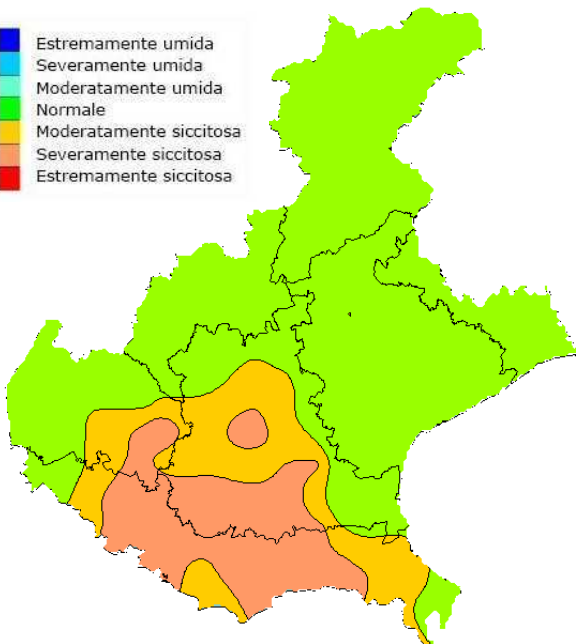 Estremamente umida
Severamente umida
Moderatamente umida
Normale
Moderatamente siccitosa
Severamente siccitosa
Estremamente siccitosa